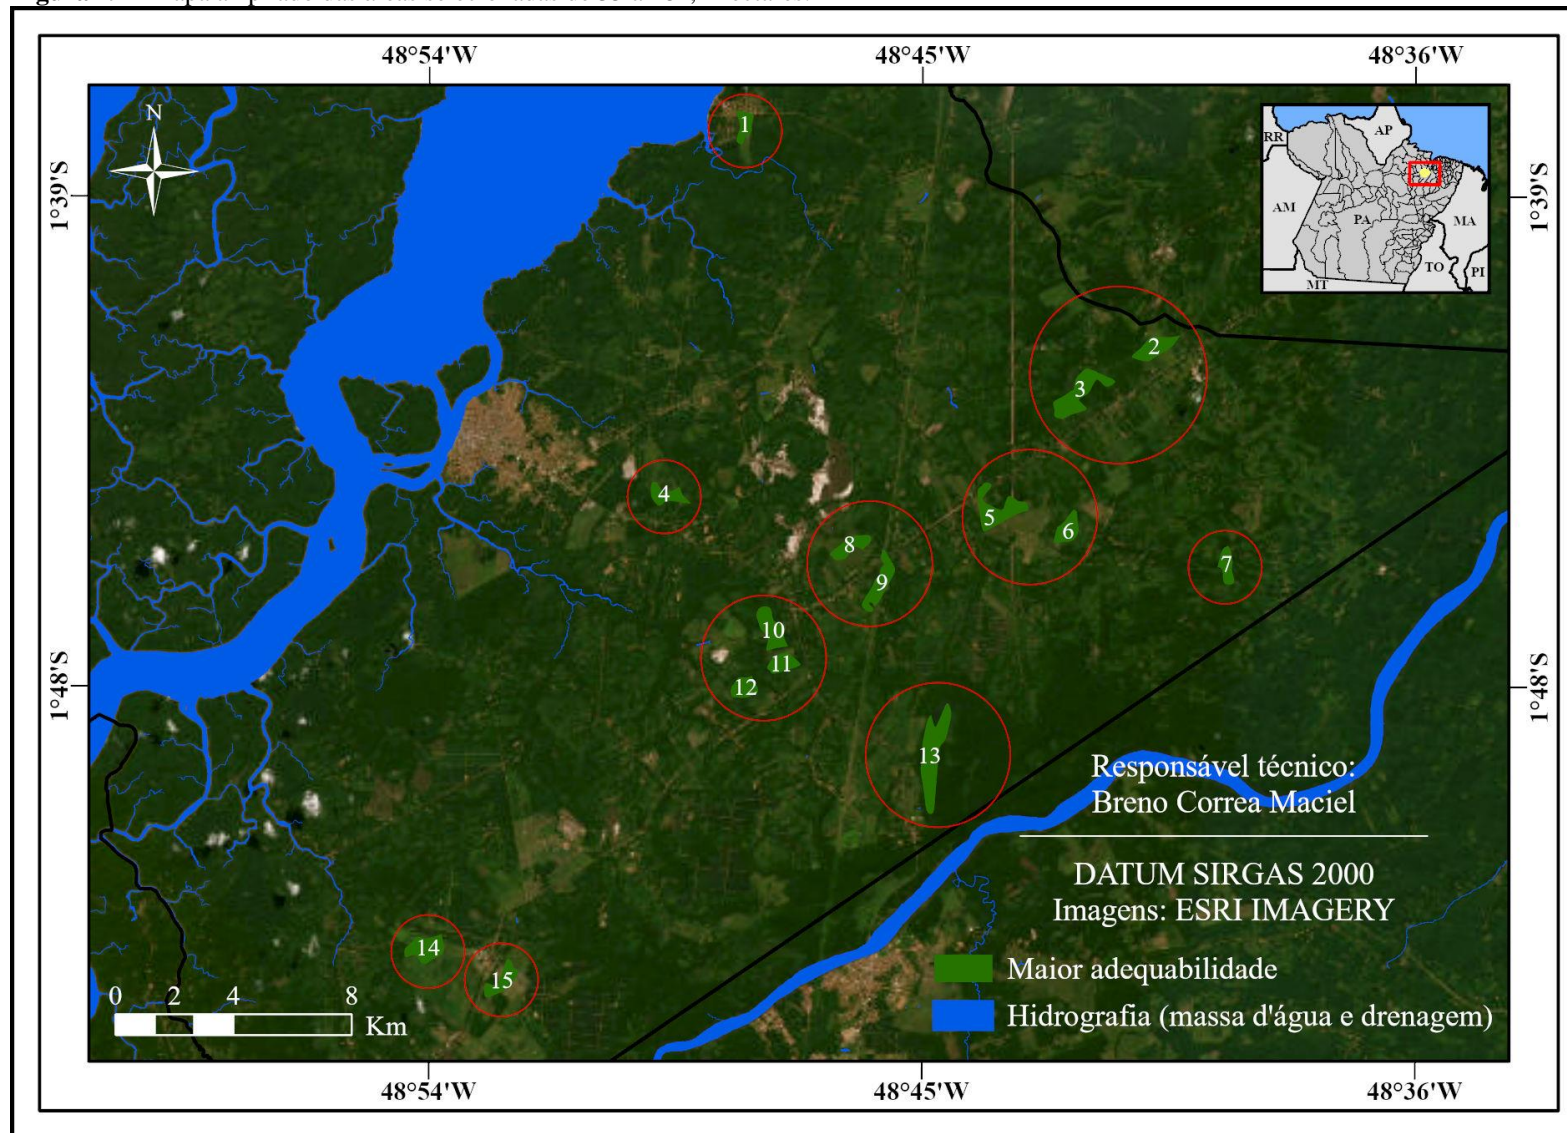 48°54'W
48°45'W
48°36'W
N
1
RR
AP
AM
PA
MA
TO
PI
MT
1°39'S
1°39'S
2
3
4
5
6
7
8
9
10
11
12
13
1°48'S
1°48'S
Responsável técnico:
Breno Correa Maciel
DATUM SIRGAS 2000
Imagens: ESRI IMAGERY
14
15
Maior adequabilidade
Hidrografia (massa d'água e drenagem)
0 2 4 8
Km
48°54'W
48°45'W
48°36'W